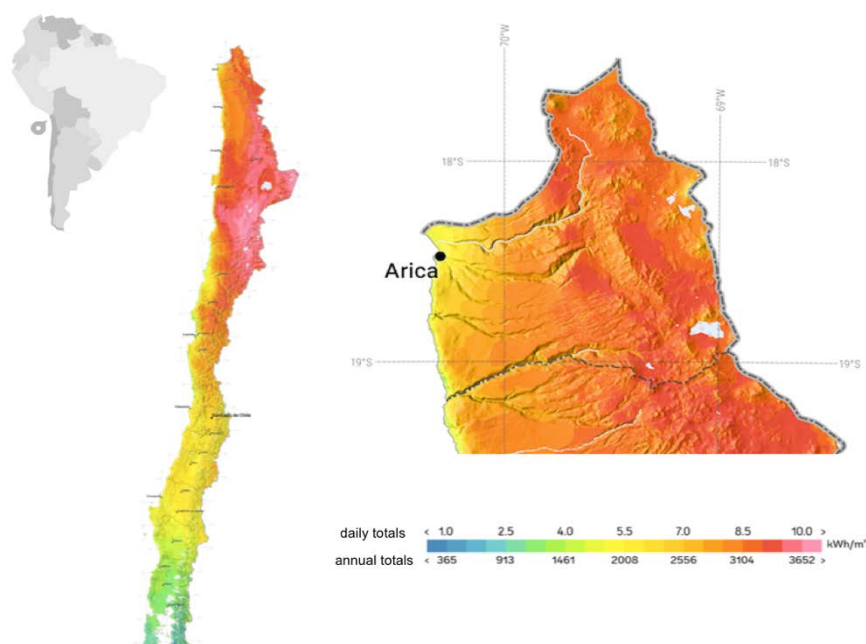 70°W
69°W
18°S
18°S
Arica
19°S
19°S
daily totals < 1.0 2.5 4.0 5.5 7.0 8.5 10.0 >
kWh/m²
annual totals < 365 913 1461 2008 2556 3104 3652 >